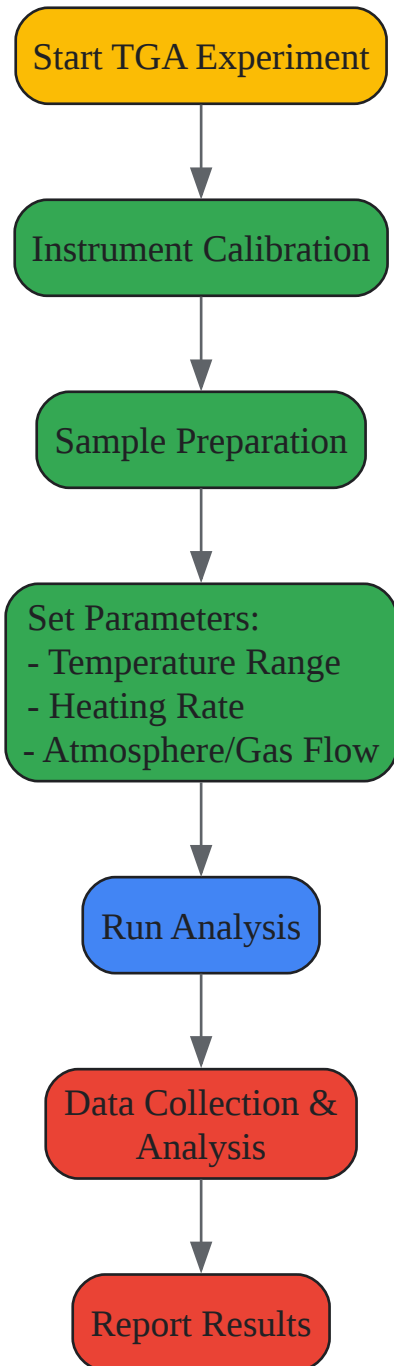 Start TGA Experiment
Instrument Calibration
Sample Preparation
Set Parameters:
- Temperature Range
- Heating Rate
- Atmosphere/Gas Flow
Run Analysis
Data Collection &
Analysis
Report Results